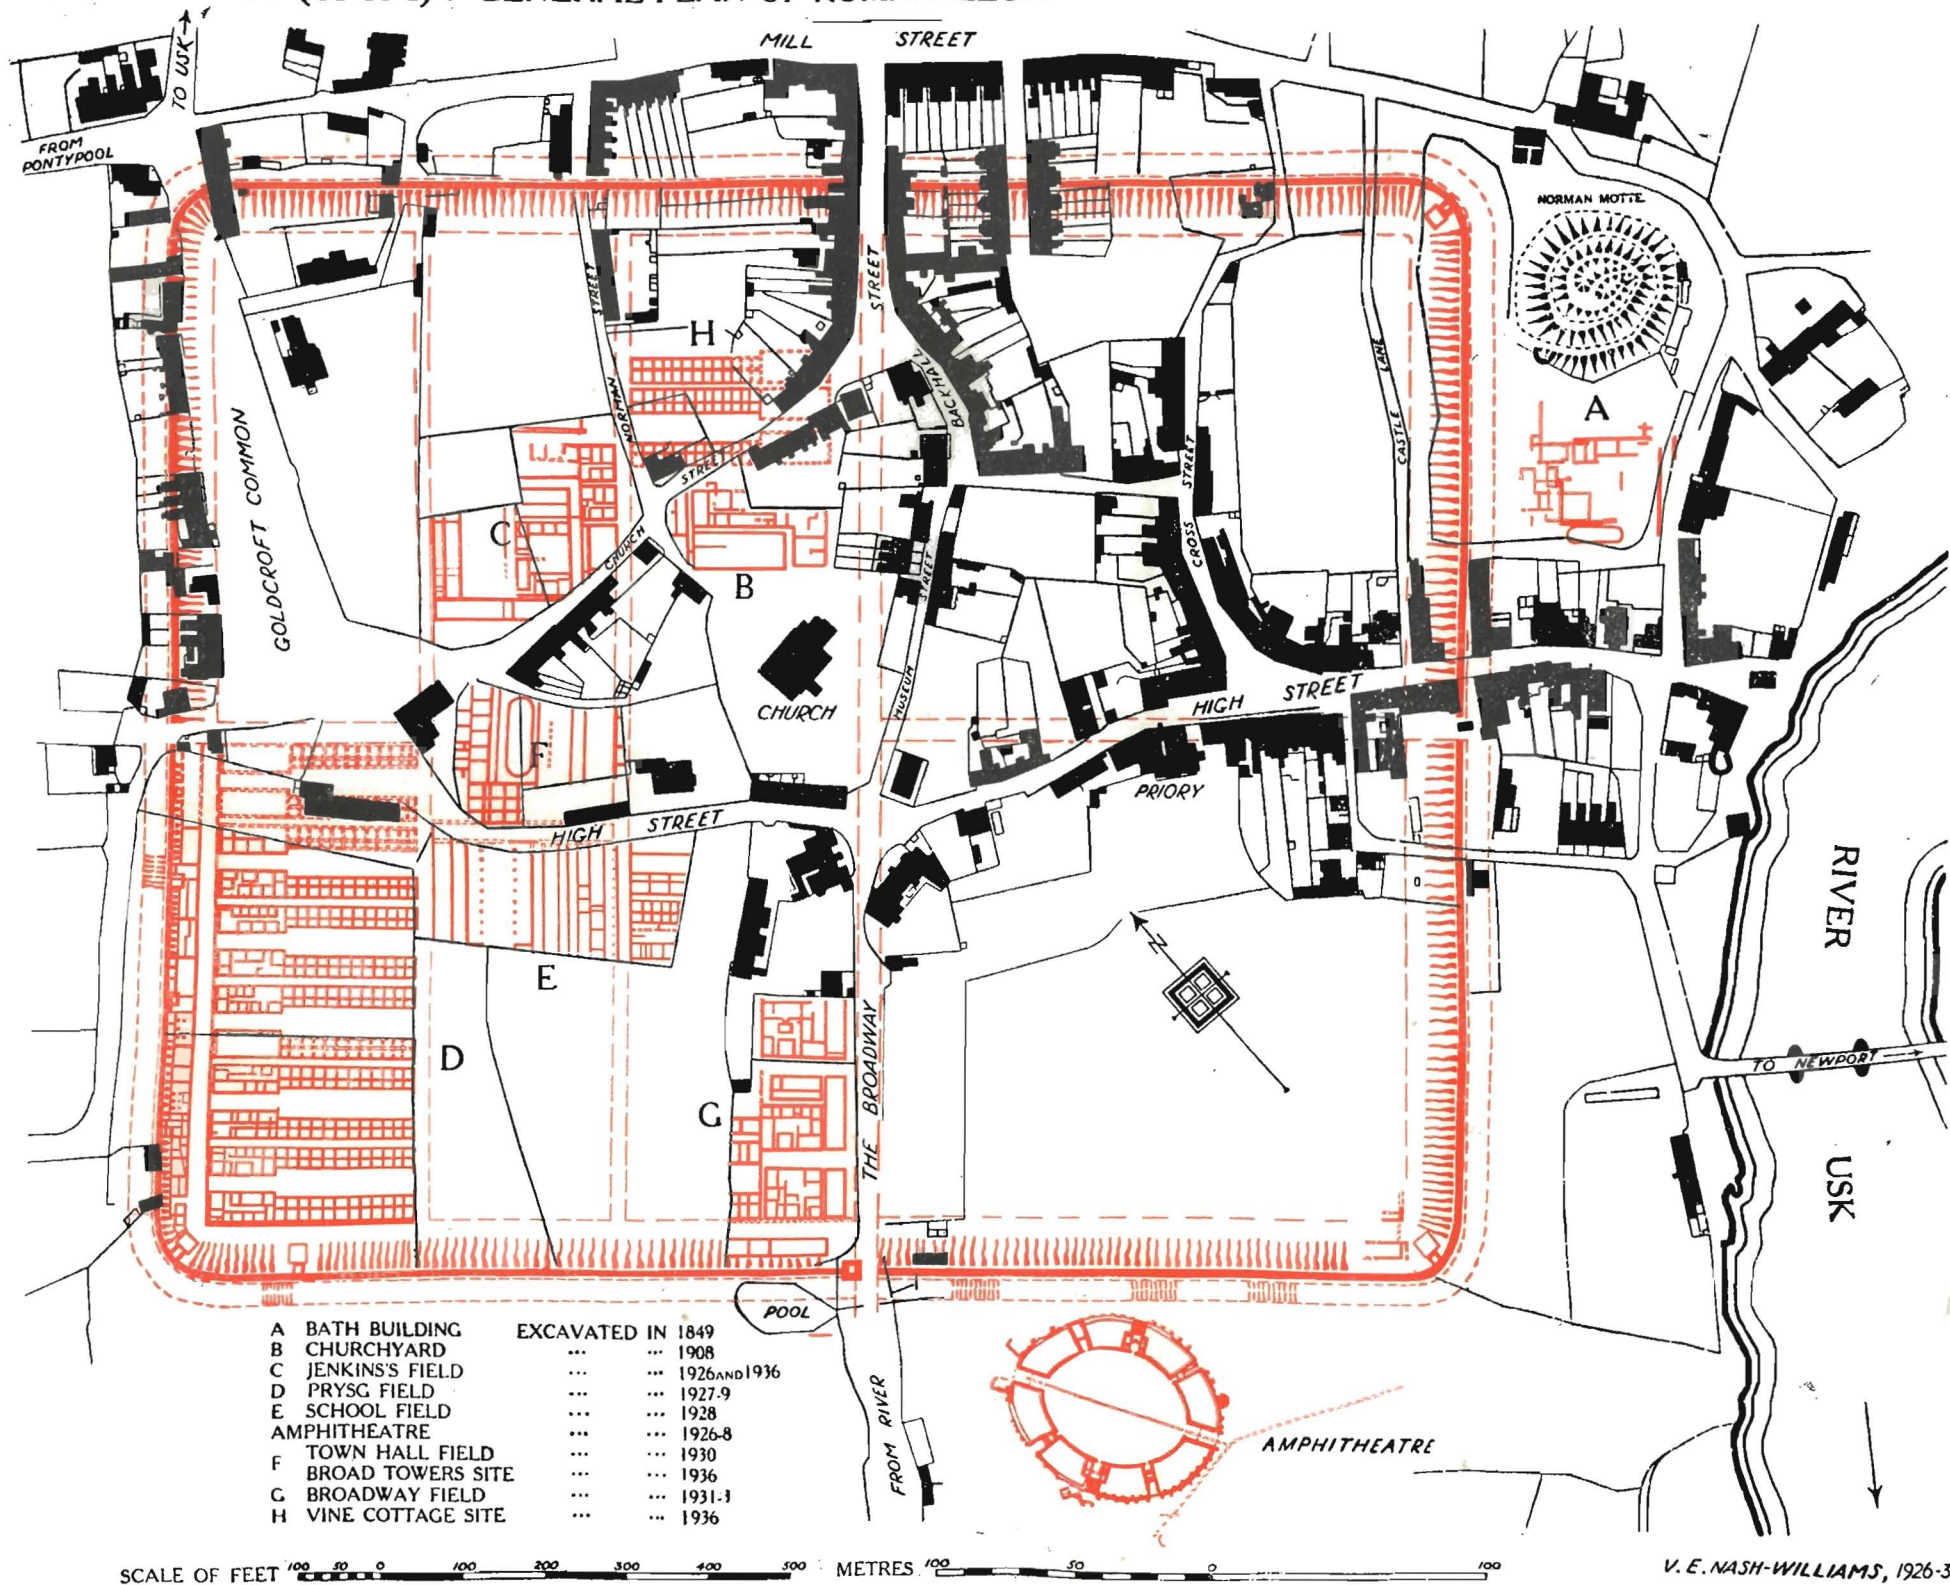 GENERAL PLAN OF ROMAN
MILL STREET
TO USK
FROM
PONTYPOOL
NORMAN MOTTE
STREET
STREET
H
NORMAN
STREET
BACKHALL
CASTLE LANE
A
GOLDCROFT COMMON
C
CHURCH
B
STREET
CROSS
STREET
MUSEUM
CHURCH
HIGH STREET
F
PRIORY
HIGH STREET
RIVER
E
N
D
THE BROADWAY
G
TO NEWPORT
USK
POOL
FROM RIVER
AMPHITHEATRE
A BATH BUILDING EXCAVATED IN 1849
B CHURCHYARD ... ... 1908
C JENKINS'S FIELD ... ... 1926 AND 1936
D PRYSG FIELD ... ... 1927-9
E SCHOOL FIELD ... ... 1928
AMPHITHEATRE ... ... 1926-8
F TOWN HALL FIELD ... ... 1930
BROAD TOWERS SITE ... ... 1936
G BROADWAY FIELD ... ... 1931-3
H VINE COTTAGE SITE ... ... 1936
SCALE OF FEET 100 50 0 100 200 300 400 500 METRES 100 50 0 100
V. E. NASH-WILLIAMS, 1926-3